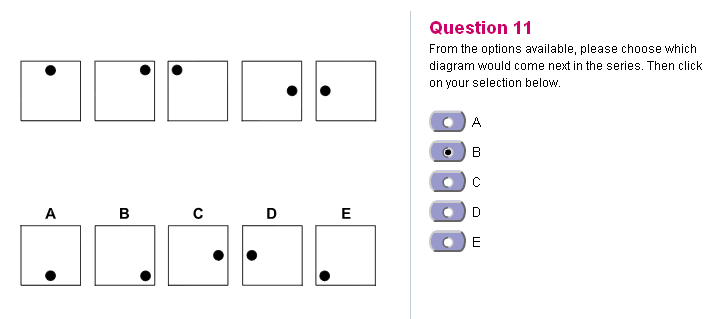 Question 11
From the options available, please choose which
diagram would come next in the series. Then click
on your selection below.
A
B
C
D
E
A B C D E